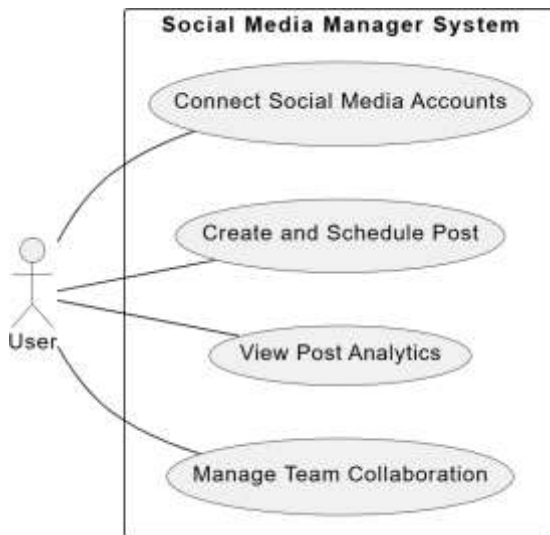 Social Media Manager System
Connect Social Media Accounts
Create and Schedule Post
User
View Post Analytics
Manage Team Collaboration